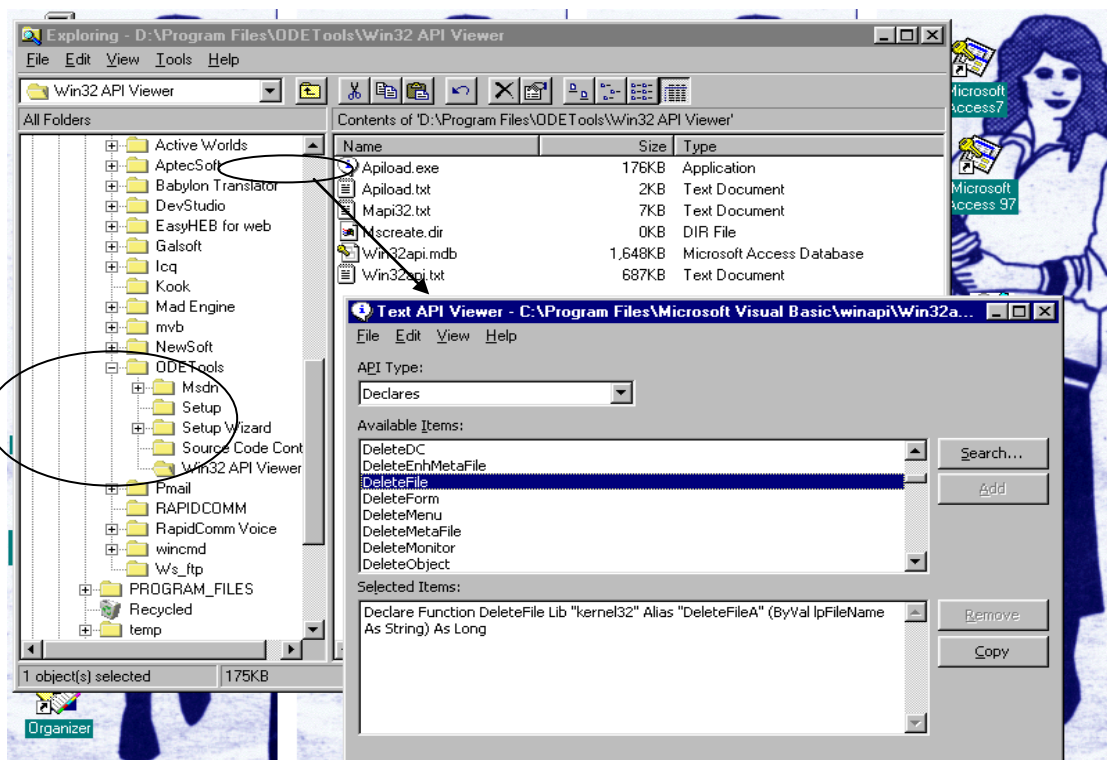 Exploring - D:\Program Files\ODETools\Win32 API Viewer
File Edit View Tools Help
Win32 API Viewer
All Folders
Contents of 'D:\Program Files\ODETools\Win32 API Viewer'
Active Worlds
AptecSoft
Babylon Translator
DevStudio
EasyHEB for web
Galsoft
Icq
Kook
Mad Engine
mvb
NewSoft
ODETools
Msdn
Setup
Setup Wizard
Source Code Cont
Win32 API Viewer
Pmail
RAPIDCOMM
RapidComm Voice
wincmd
Ws_ftp
PROGRAM_FILES
Recycled
temp
Name Size Type
Apiload.exe 176KB Application
Apiload.txt 2KB Text Document
Mapi32.txt 7KB Text Document
Mscreate.dir 0KB DIR File
Win32api.mdb 1,648KB Microsoft Access Database
Win32api.txt 687KB Text Document
1 object(s) selected 175KB
Text API Viewer - C:\Program Files\Microsoft Visual Basic\winapi\Win32a...
File Edit View Help
API Type:
Declares
Available Items:
DeleteDC
DeleteEnhMetaFile
DeleteFile
DeleteForm
DeleteMenu
DeleteMetaFile
DeleteMonitor
DeleteObject
Search...
Add
Selected Items:
Declare Function DeleteFile Lib "kernel32" Alias "DeleteFileA" (ByVal lpFileName
As String) As Long
Remove
Copy
Microsoft
Access7
Microsoft
Access 97
Organizer